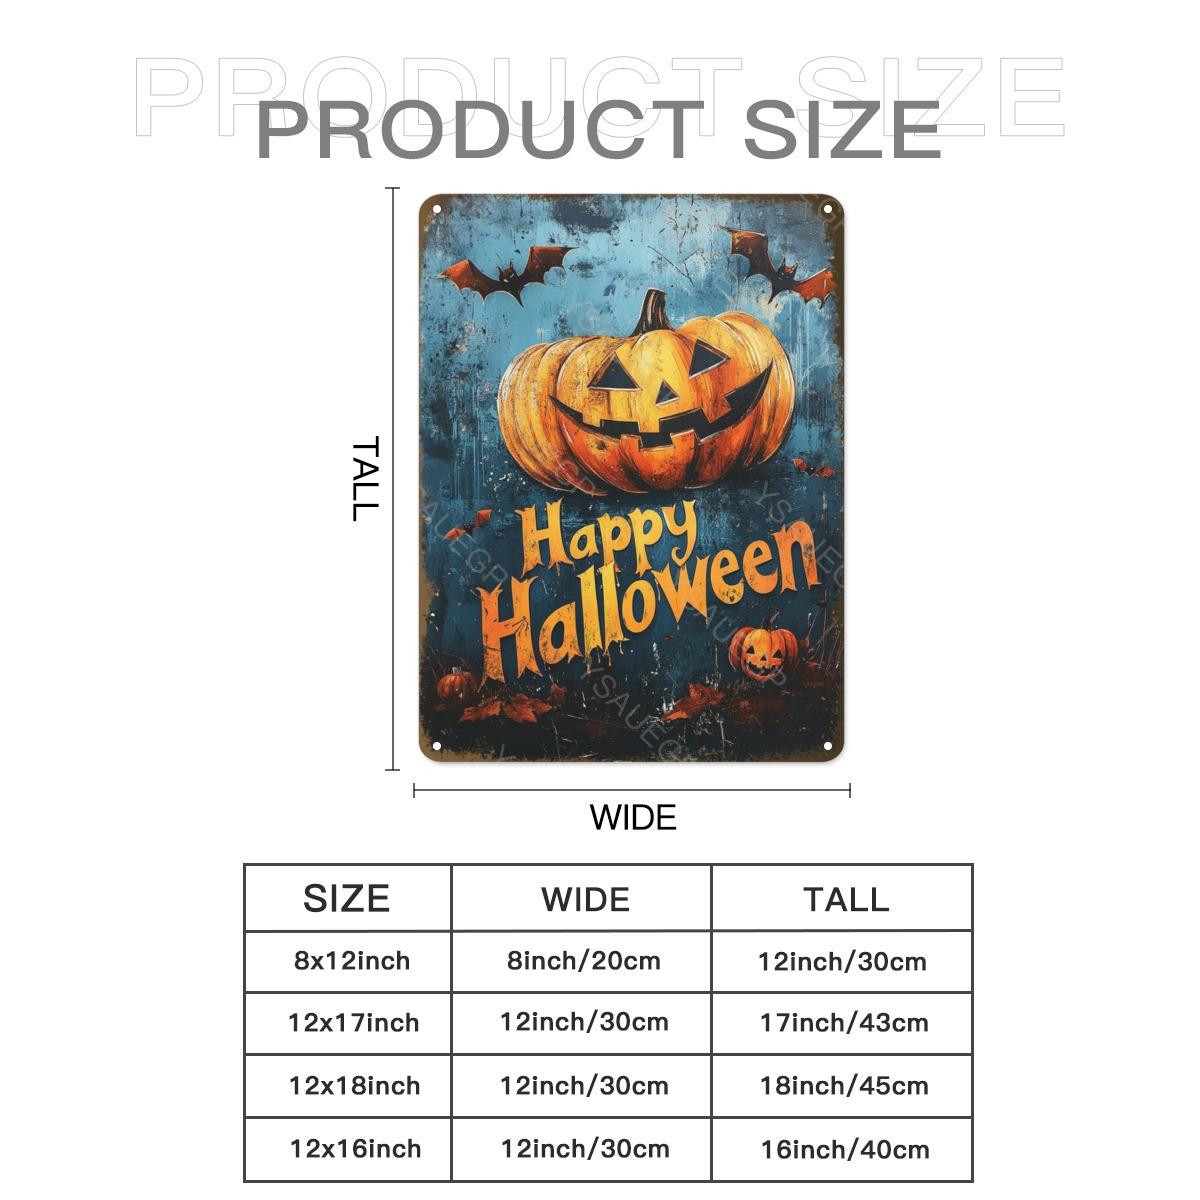 PRODUCT SIZE
PRODUCT SIZE
TALL
Happy
Halloween
YSAUEGRP
WIDE
SIZE WIDE TALL
8x12inch 8inch/20cm 12inch/30cm
12x17inch 12inch/30cm 17inch/43cm
12x18inch 12inch/30cm 18inch/45cm
12x16inch 12inch/30cm 16inch/40cm